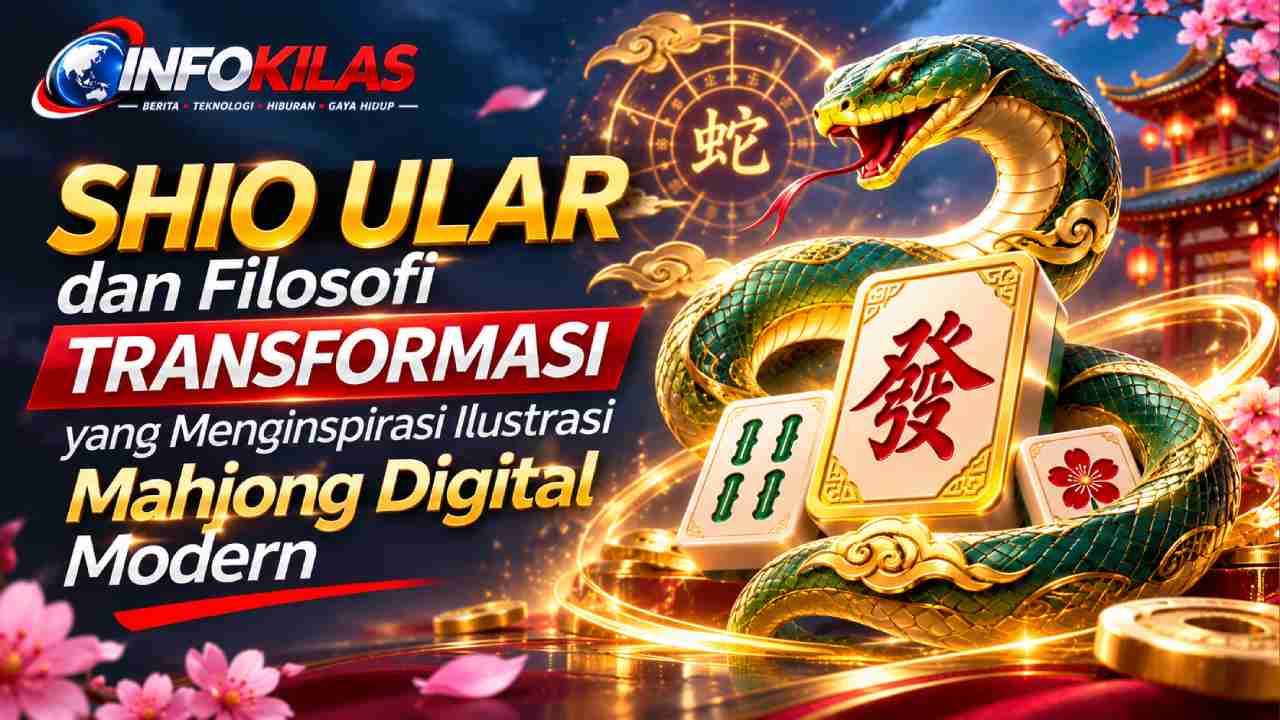 INFOKILAS
BERITA • TEKNOLOGI • HIBURAN • GAYA HIDUP
SHIO ULAR
dan Filosofi
TRANSFORMASI
yang Menginspirasi Ilustrasi
Mahjong Digital
Modern
蛇
發